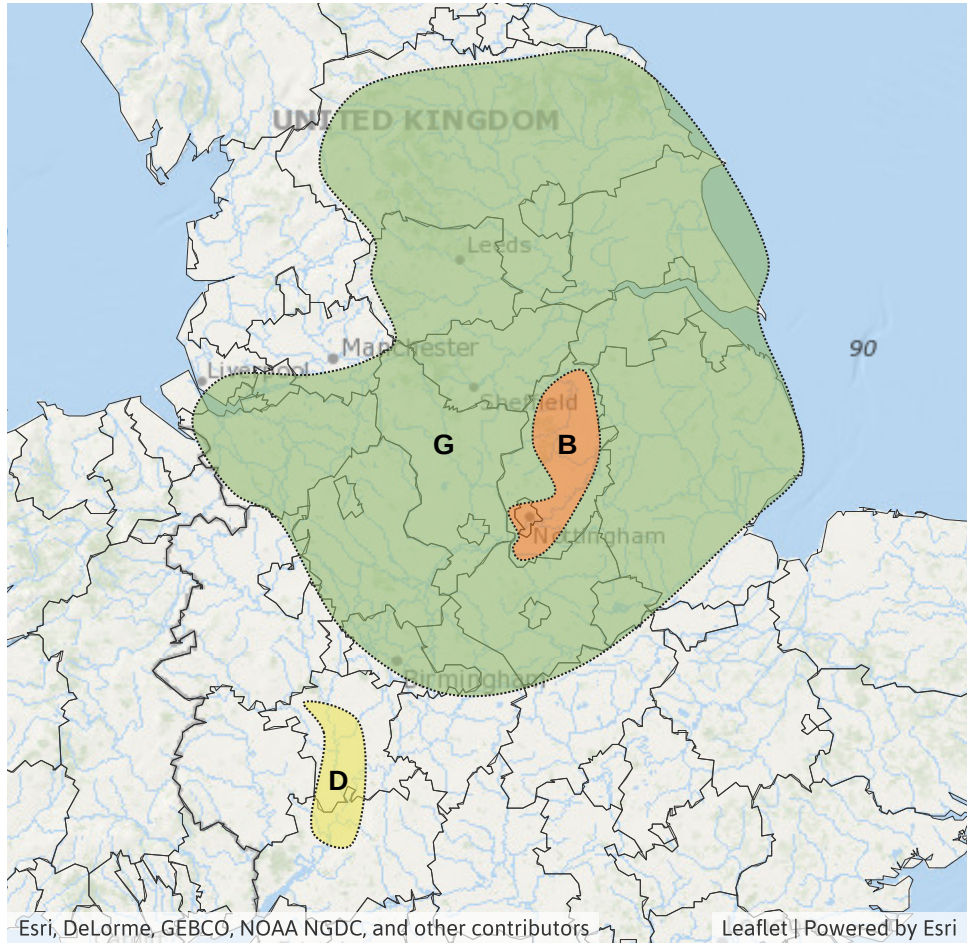 UNITED KINGDOM
Leeds
Manchester
90
Liverpool
Sheffield
G
B
Nottingham
Birmingham
D
Esri, DeLorme, GEBCO, NOAA NGDC, and other contributors
Leaflet | Powered by Esri